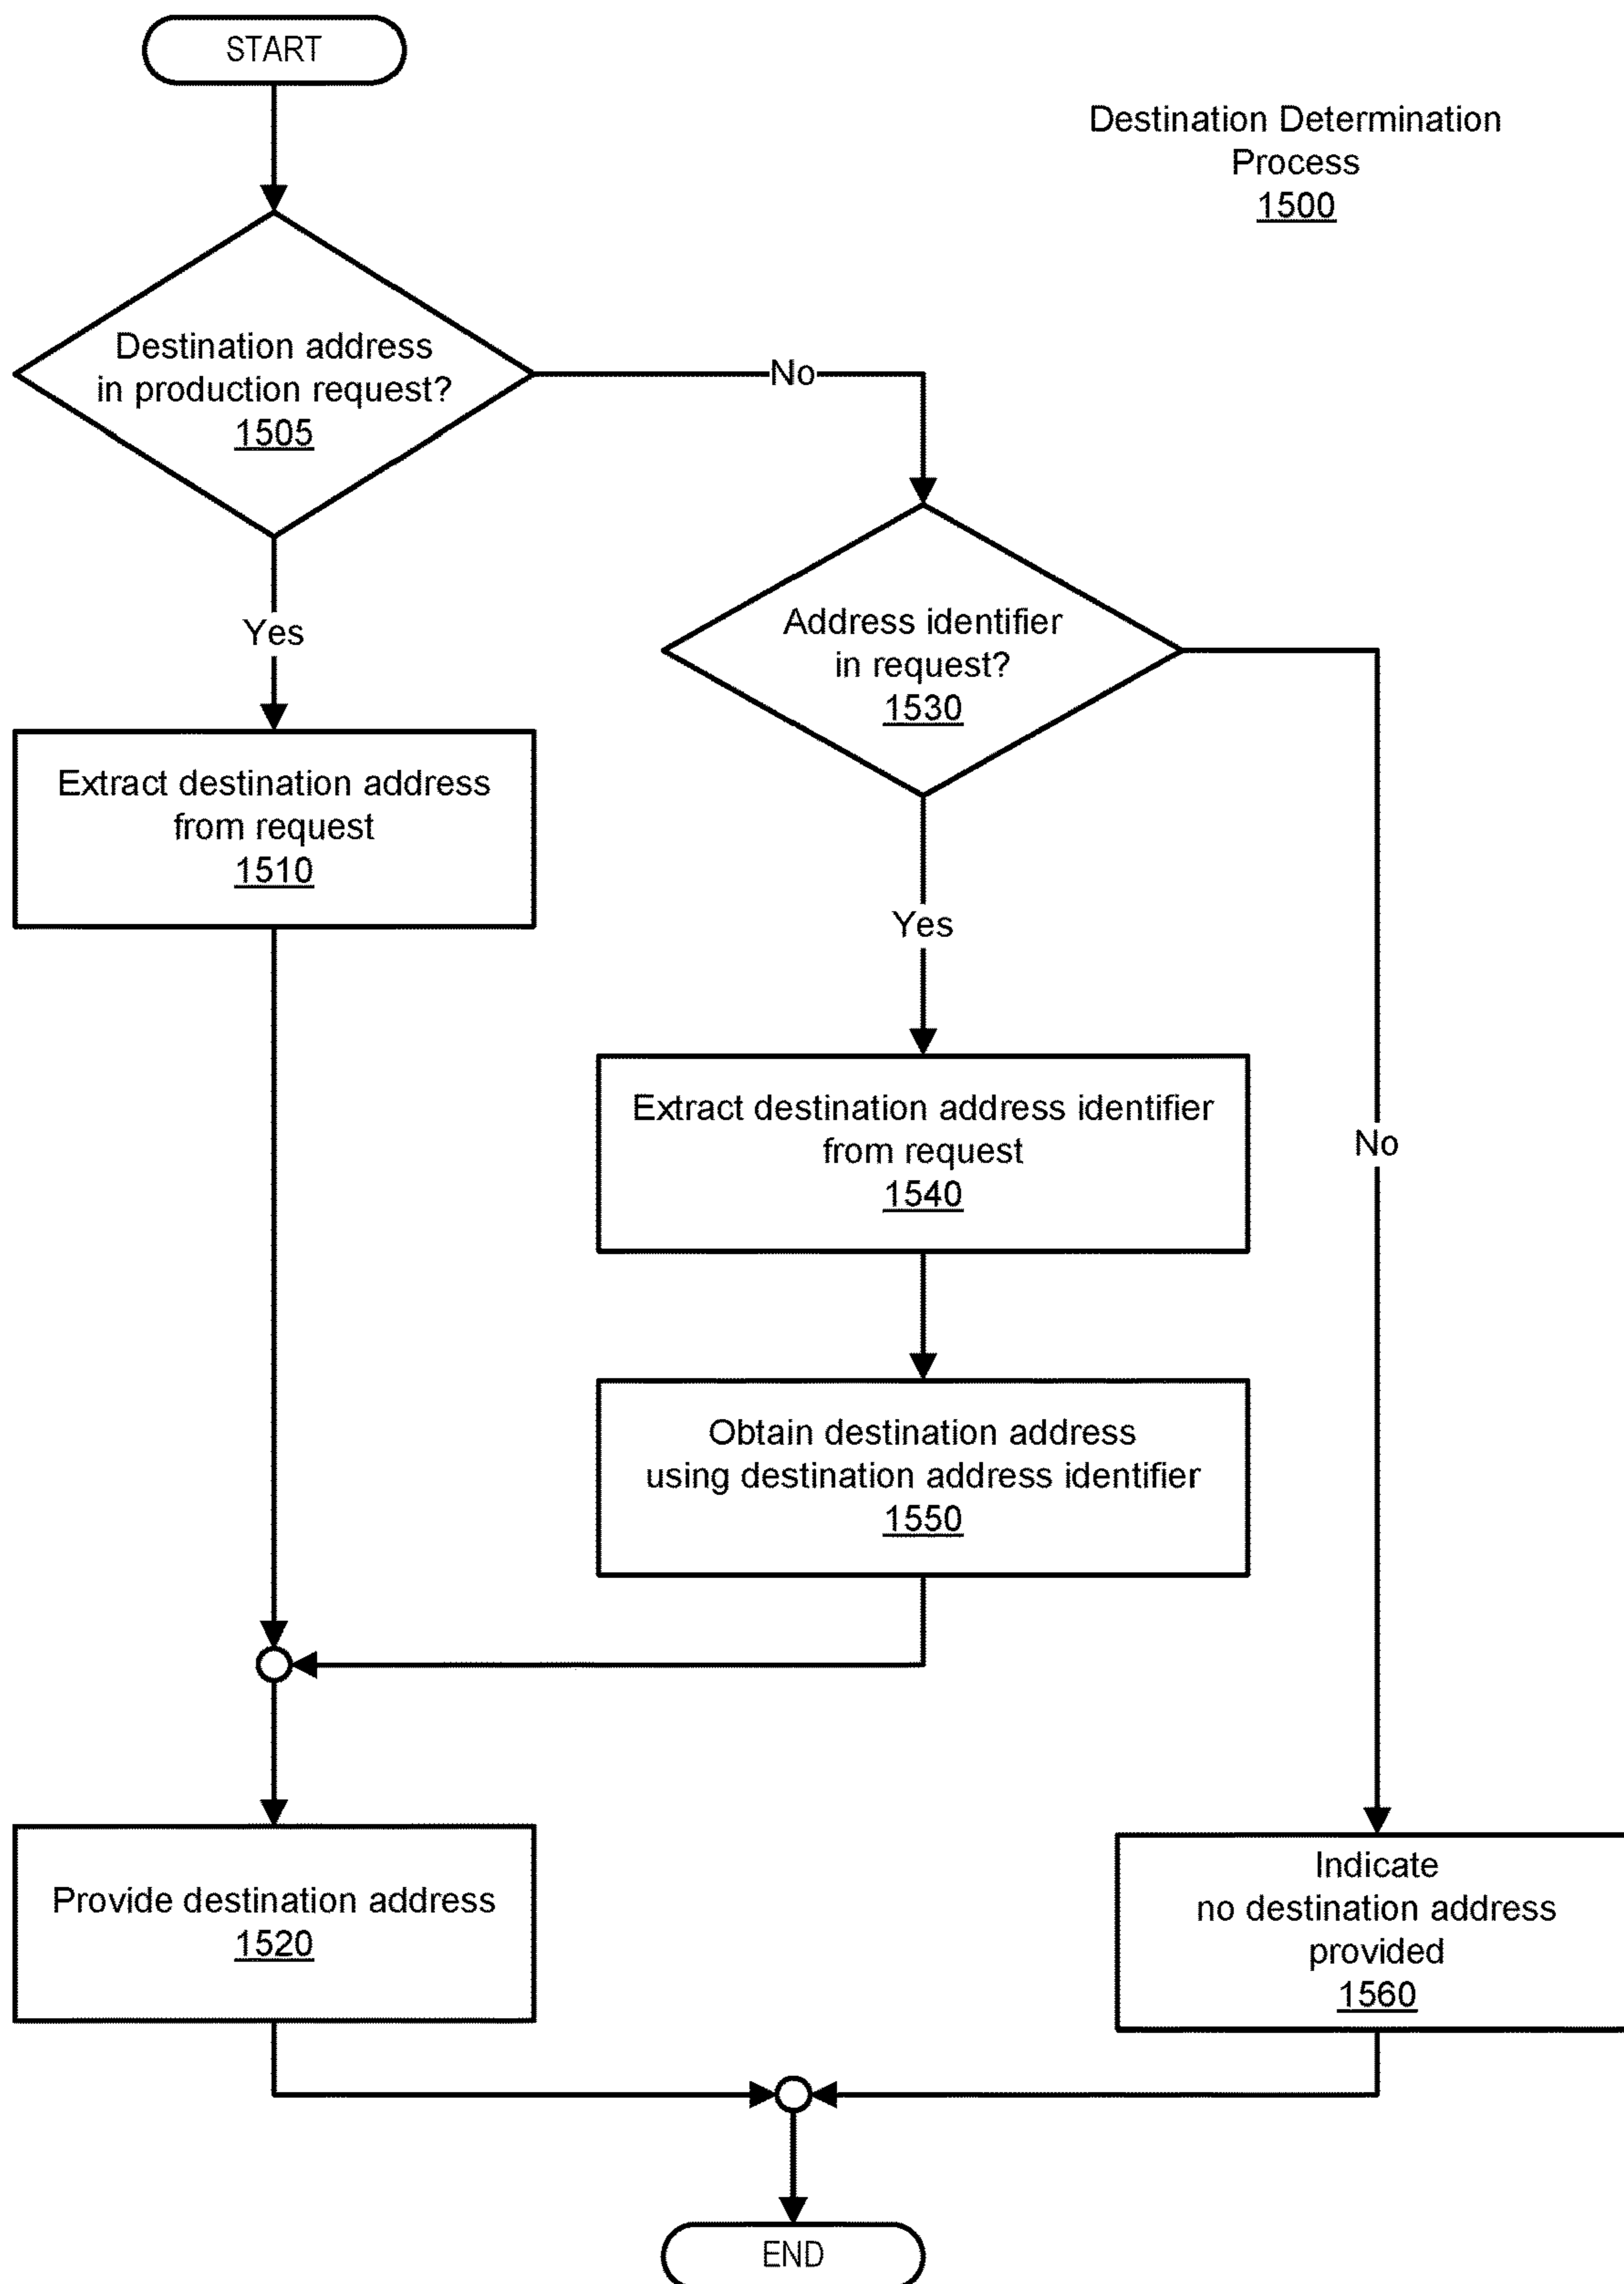 START
Destination Determination
Process
1500
Destination address
in production request?
1505
No
Yes
Address identifier
in request?
1530
Extract destination address
from request
1510
Yes
No
Extract destination address identifier
from request
1540
Obtain destination address
using destination address identifier
1550
Provide destination address
1520
Indicate
no destination address
provided
1560
END